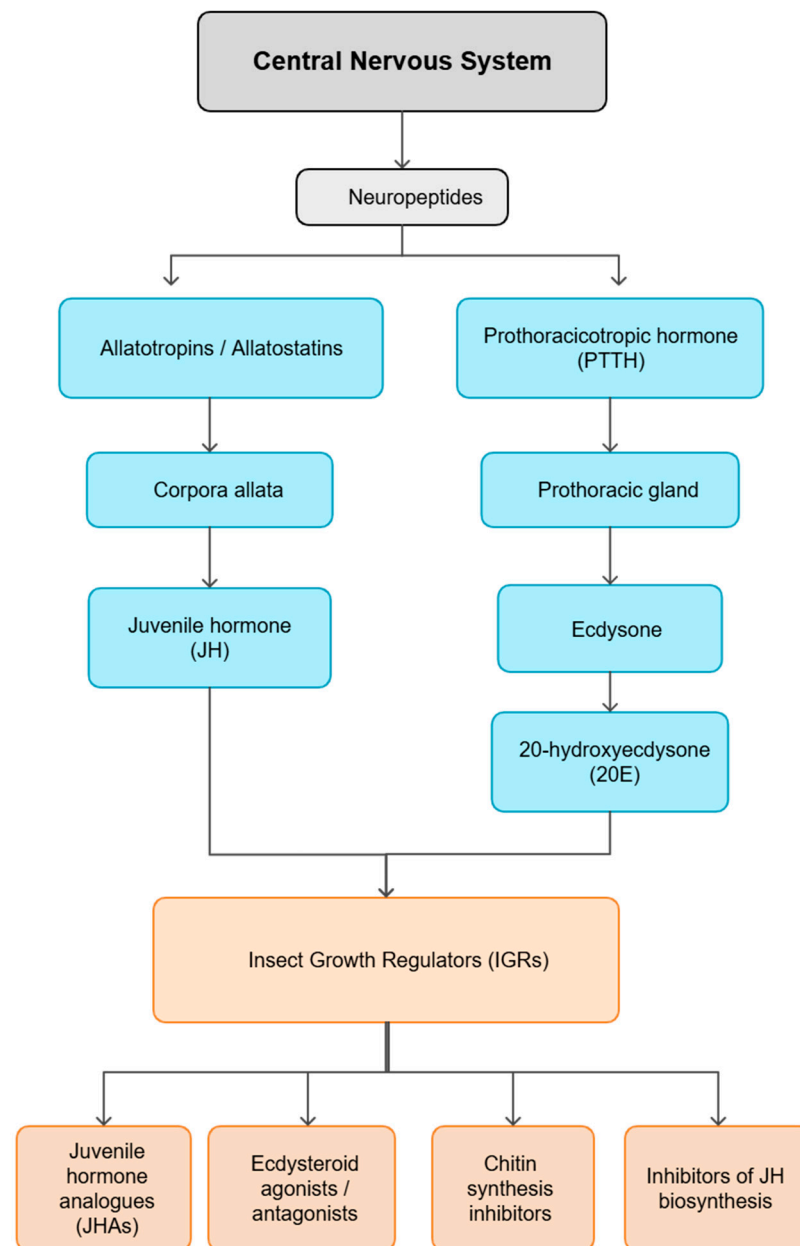 Central Nervous System
Neuropeptides
Allatotropins / Allatostatins
Prothoracicotropic hormone
(PTTH)
Corpora allata
Prothoracic gland
Juvenile hormone
(JH)
Ecdysone
20-hydroxyecdysone
(20E)
Insect Growth Regulators (IGRs)
Juvenile
hormone
analogues
(JHAs)
Ecdysteroid
agonists /
antagonists
Chitin
synthesis
inhibitors
Inhibitors of JH
biosynthesis